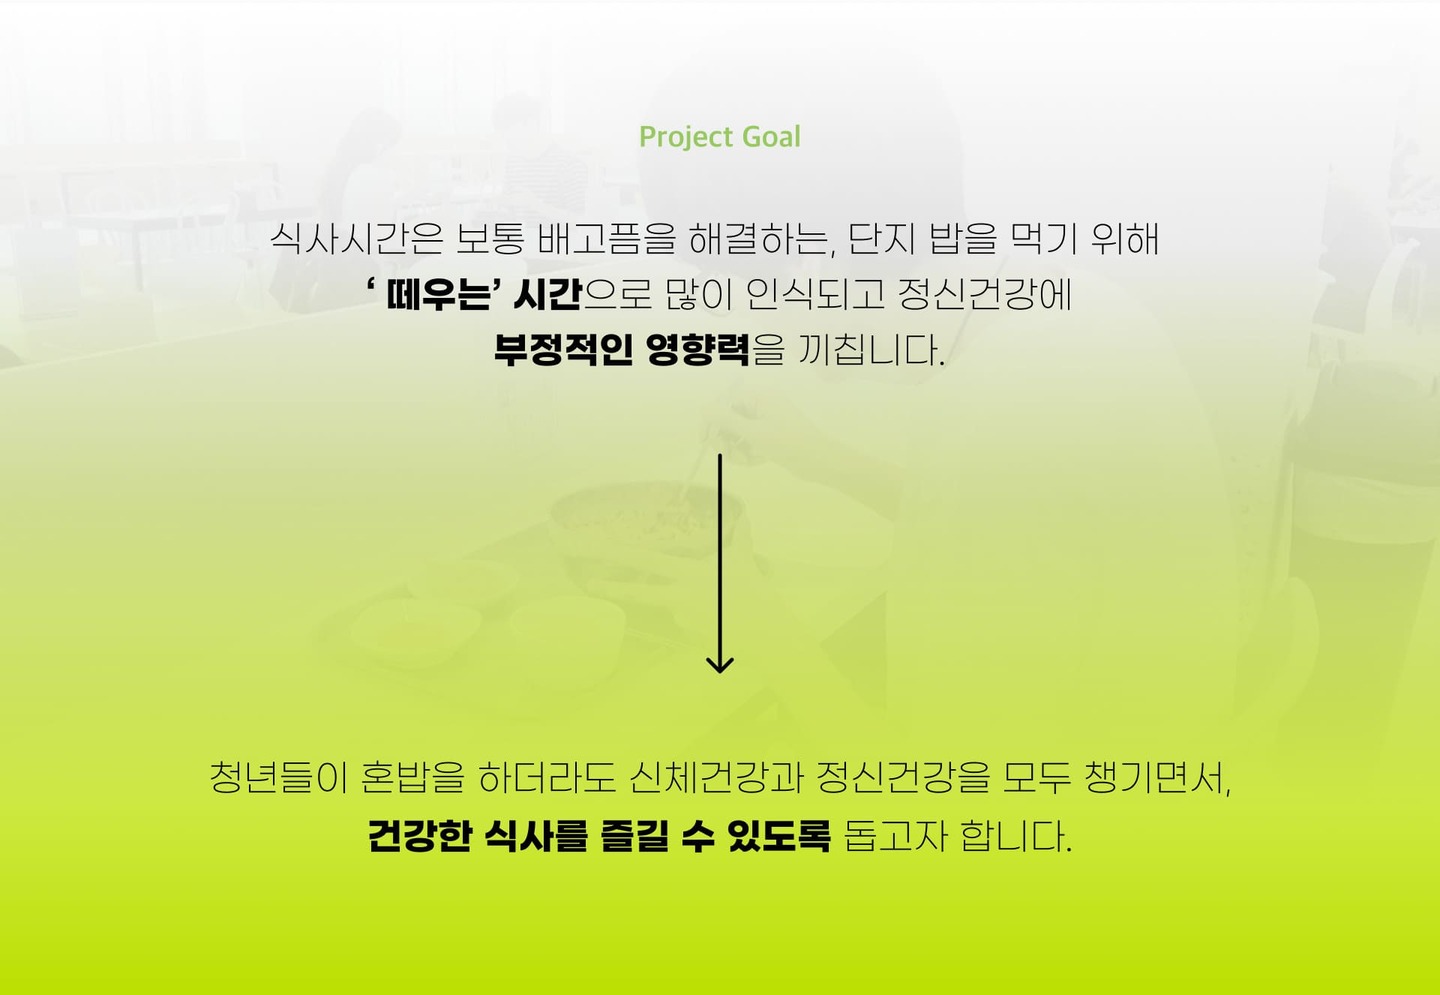 Project Goal
식사시간은 보통 배고픔을 해결하는, 단지 밥을 먹기 위해
‘ 떼우는’ 시간으로 많이 인식되고 정신건강에
부정적인 영향력을 끼칩니다.
청년들이 혼밥을 하더라도 신체건강과 정신건강을 모두 챙기면서,
건강한 식사를 즐길 수 있도록 돕고자 합니다.